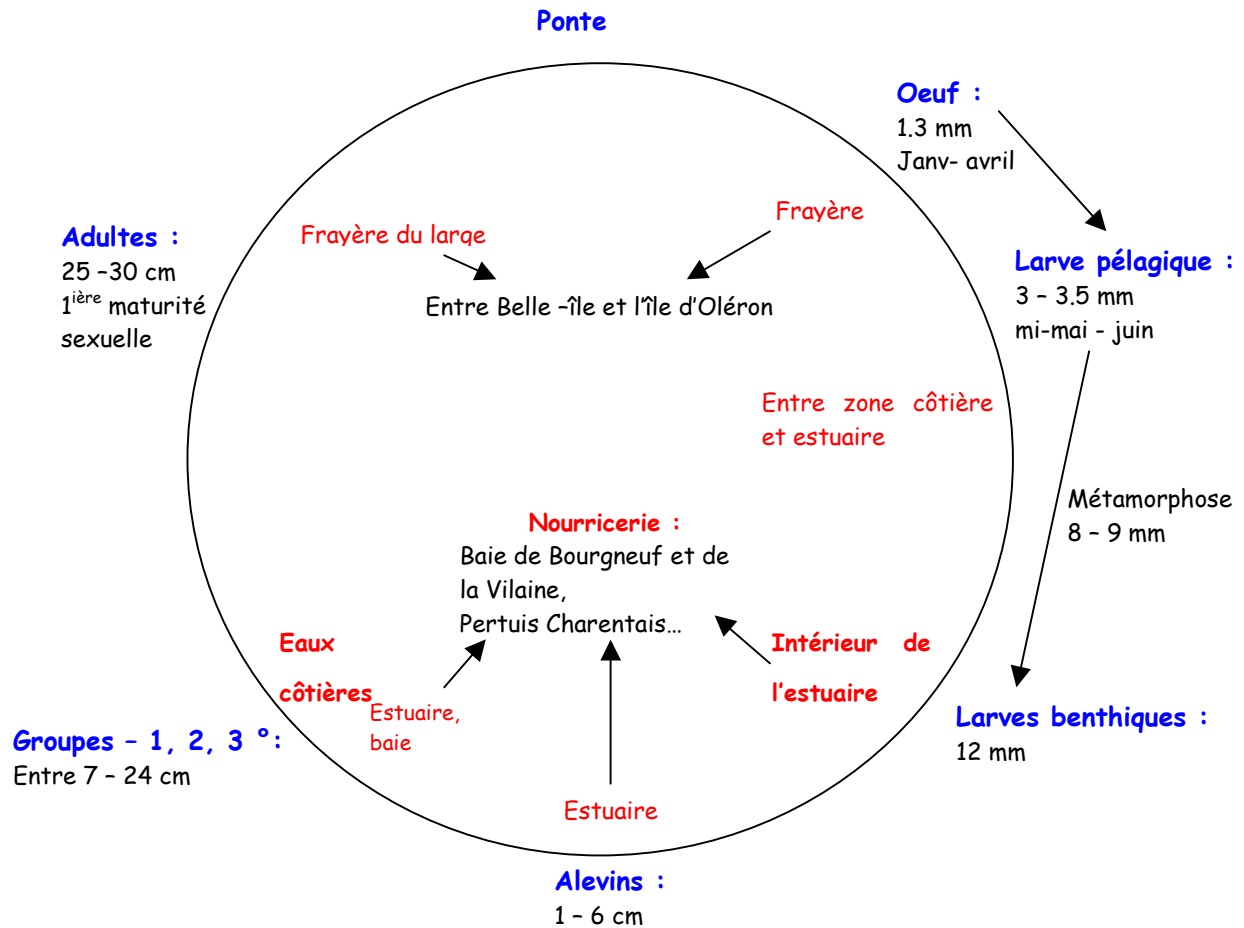 Ponte
Oeuf :
1.3 mm
Janv- avril
Frayère
Frayère du large
Adultes :
25 –30 cm
1ière maturité
sexuelle
Entre Belle –île et l'île d'Oléron
Larve pélagique :
3 – 3.5 mm
mi-mai - juin
Entre zone côtière
et estuaire
Métamorphose
8 – 9 mm
Nourricerie :
Baie de Bourgneuf et de
la Vilaine,
Pertuis Charentais…
Eaux
côtières
Intérieur de
l'estuaire
Estuaire,
baie
Larves benthiques :
12 mm
Groupes – 1, 2, 3 °:
Entre 7 – 24 cm
Estuaire
Alevins :
1 – 6 cm